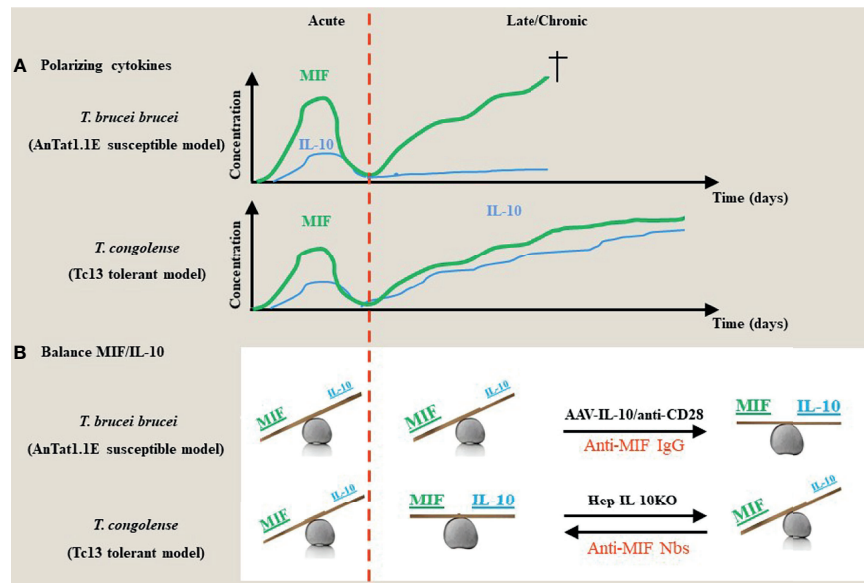 Acute
Late/Chronic
A Polarizing cytokines
T. brucei brucei
(AnTat1.1E susceptible model)
Concentration
MIF
IL-10
Time (days)
T. congolense
(Tc13 tolerant model)
Concentration
MIF
IL-10
Time (days)
B Balance MIF/IL-10
T. brucei brucei
(AnTat1.1E susceptible model)
MIF IL-10
MIF IL-10
AAV-IL-10/anti-CD28
Anti-MIF IgG
MIF IL-10
T. congolense
(Tc13 tolerant model)
MIF IL-10
MIF IL 10
Hep IL 10KO
Anti-MIF Nbs
MIF IL-10